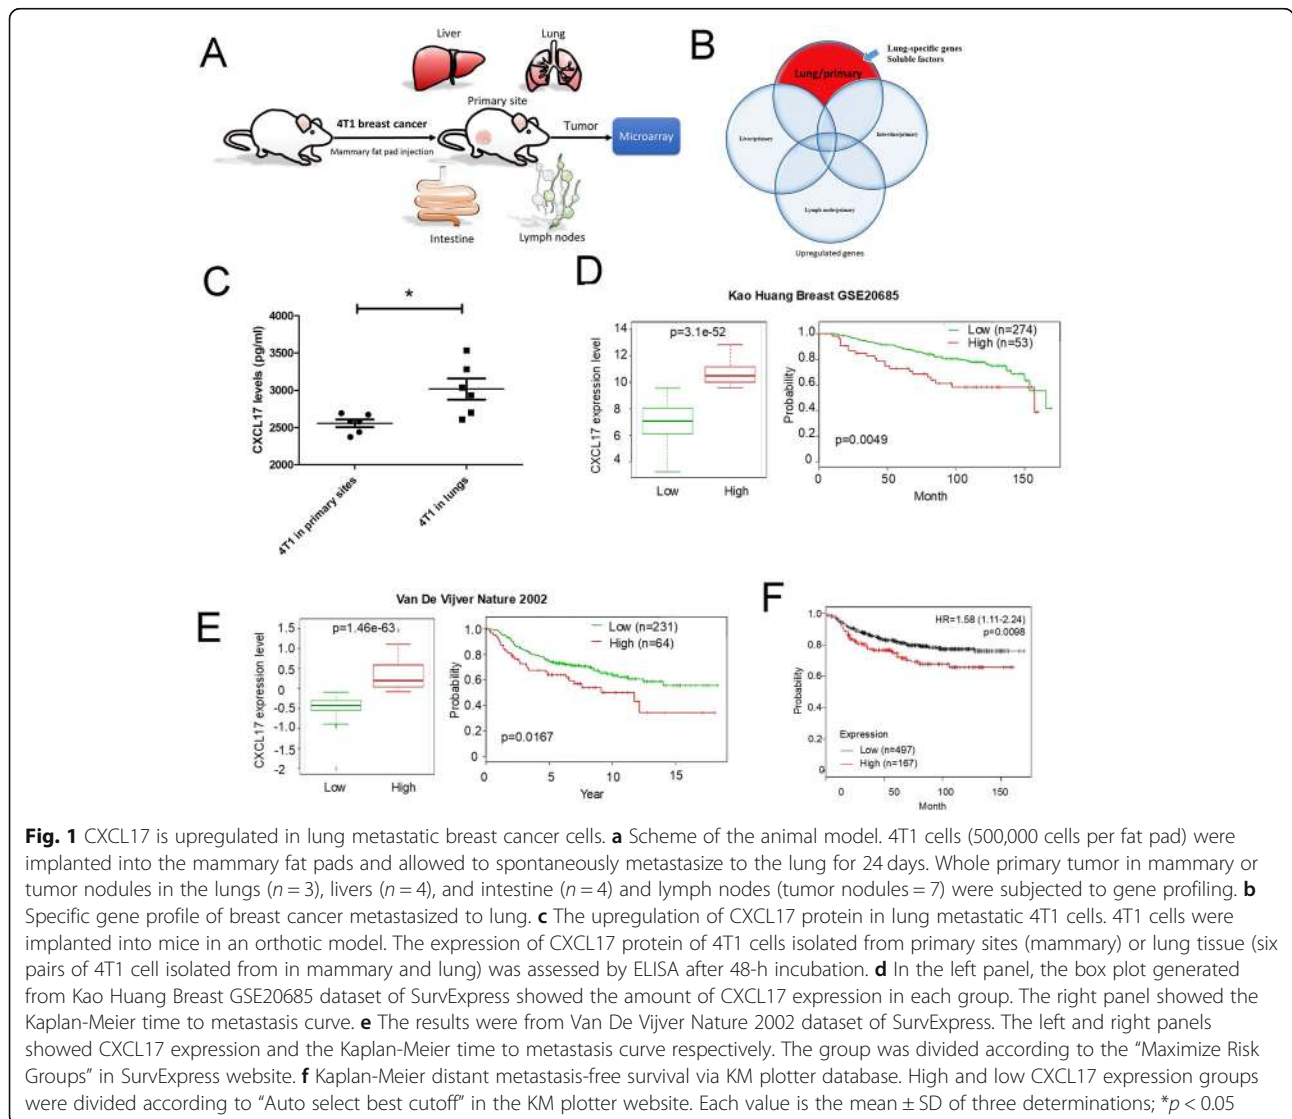 A
Liver
Lung
4T1 breast cancer
Mammary fat pad injection
Primary site
Tumor
Microarray
Intestine
Lymph nodes
B
Lung-specific genes
Soluble factors
Lung/primary
Liver/primary
Intestine/primary
Lymph node/primary
Upregulated genes
C
*
CXCL17 levels (pg/ml)
4000
3500
3000
2500
2000
4T1 in primary sites
4T1 in lungs
D
Kao Huang Breast GSE20685
CXCL17 expression level
14
12
10
8
6
4
p=3.1e-52
Low
High
Probability
1.0
0.8
0.6
0.4
0.2
0
Low (n=274)
High (n=53)
p=0.0049
0
50
100
150
Month
E
Van De Vijver Nature 2002
CXCL17 expression level
1.5
1.0
0.5
0
-0.5
-1.0
-1.5
-2
p=1.46e-63
Low
High
Probability
1.0
0.8
0.6
0.4
0.2
0
Low (n=231)
High (n=64)
p=0.0167
0
5
10
15
Year
F
Probability
1.0
0.8
0.6
0.4
0.2
0
HR=1.58 (1.11-2.24)
p=0.0098
Expression
Low (n=497)
High (n=167)
0
50
100
150
Month
Fig. 1 CXCL17 is upregulated in lung metastatic breast cancer cells. a Scheme of the animal model. 4T1 cells (500,000 cells per fat pad) were
implanted into the mammary fat pads and allowed to spontaneously metastasize to the lung for 24 days. Whole primary tumor in mammary or
tumor nodules in the lungs (n = 3), livers (n = 4), and intestine (n = 4) and lymph nodes (tumor nodules = 7) were subjected to gene profiling. b
Specific gene profile of breast cancer metastasized to lung. c The upregulation of CXCL17 protein in lung metastatic 4T1 cells. 4T1 cells were
implanted into mice in an orthotic model. The expression of CXCL17 protein of 4T1 cells isolated from primary sites (mammary) or lung tissue (six
pairs of 4T1 cell isolated from in mammary and lung) was assessed by ELISA after 48-h incubation. d In the left panel, the box plot generated
from Kao Huang Breast GSE20685 dataset of SurvExpress showed the amount of CXCL17 expression in each group. The right panel showed the
Kaplan-Meier time to metastasis curve. e The results were from Van De Vijver Nature 2002 dataset of SurvExpress. The left and right panels
showed CXCL17 expression and the Kaplan-Meier time to metastasis curve respectively. The group was divided according to the “Maximize Risk
Groups” in SurvExpress website. f Kaplan-Meier distant metastasis-free survival via KM plotter database. High and low CXCL17 expression groups
were divided according to “Auto select best cutoff” in the KM plotter website. Each value is the mean ± SD of three determinations; *p < 0.05